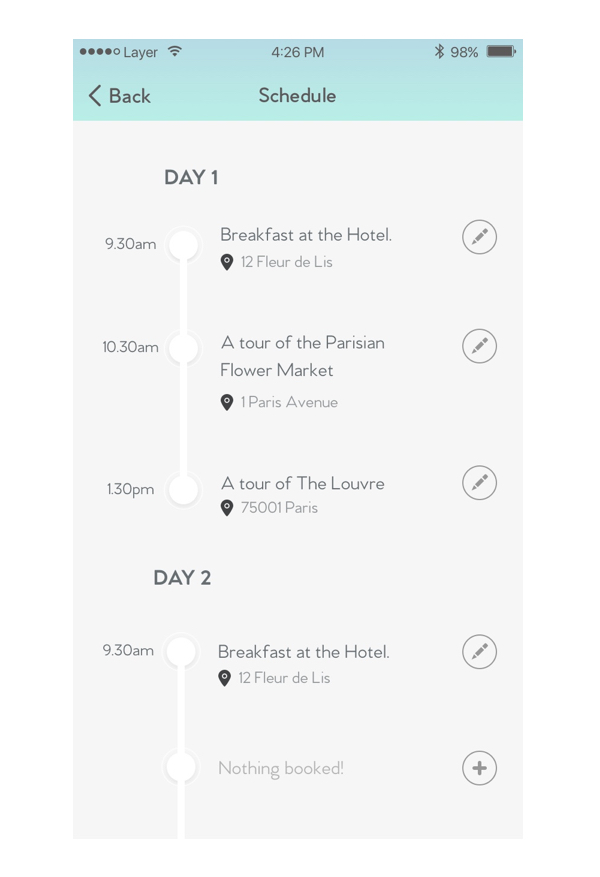 Layer 4:26 PM 98%
Back Schedule
DAY 1
9.30am Breakfast at the Hotel.
12 Fleur de Lis
10.30am A tour of the Parisian
Flower Market
1 Paris Avenue
1.30pm A tour of The Louvre
75001 Paris
DAY 2
9.30am Breakfast at the Hotel.
12 Fleur de Lis
Nothing booked!